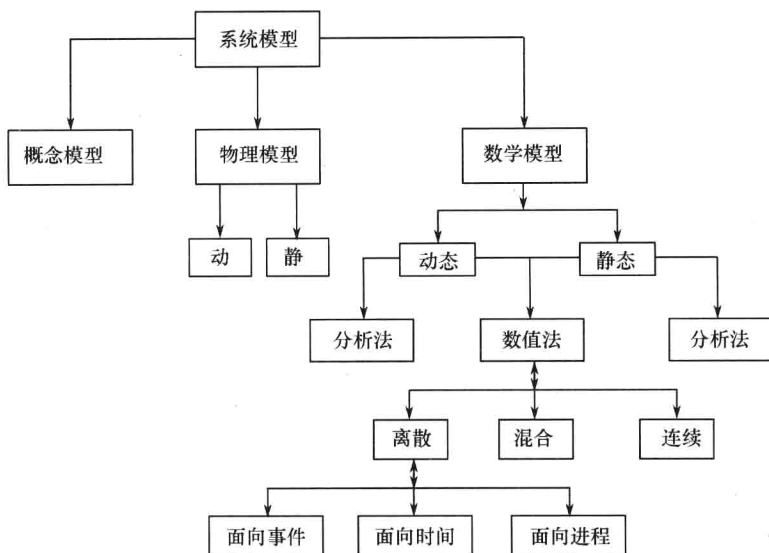 系统模型
概念模型
物理模型
数学模型
动
静
动态
静态
分析法
数值法
分析法
离散
混合
连续
面向事件
面向时间
面向进程